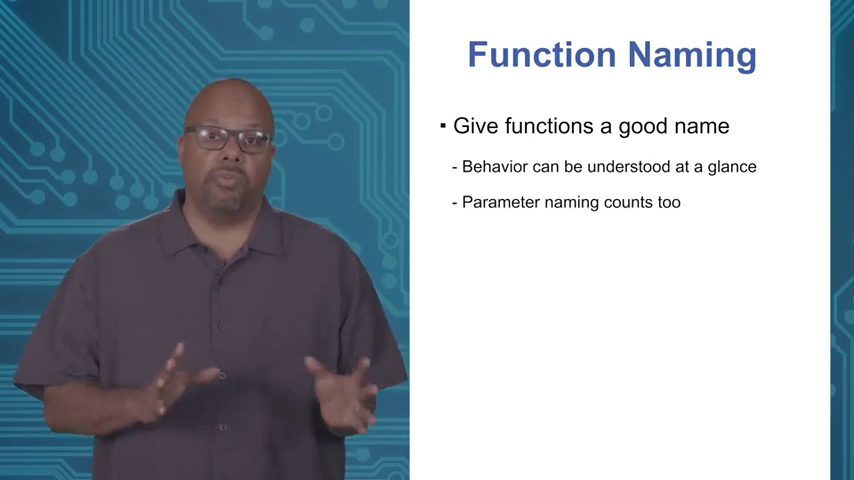 Function Naming
▪ Give functions a good name
- Behavior can be understood at a glance
- Parameter naming counts too